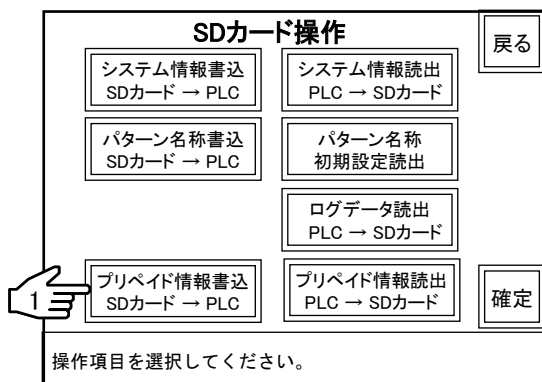 SDカード操作
戻る
システム情報書込
SDカード → PLC
システム情報読出
PLC → SDカード
パターン名称書込
SDカード → PLC
パターン名称
初期設定読出
ログデータ読出
PLC → SDカード
1
プリペイド情報書込
SDカード → PLC
プリペイド情報読出
PLC → SDカード
確定
操作項目を選択してください。